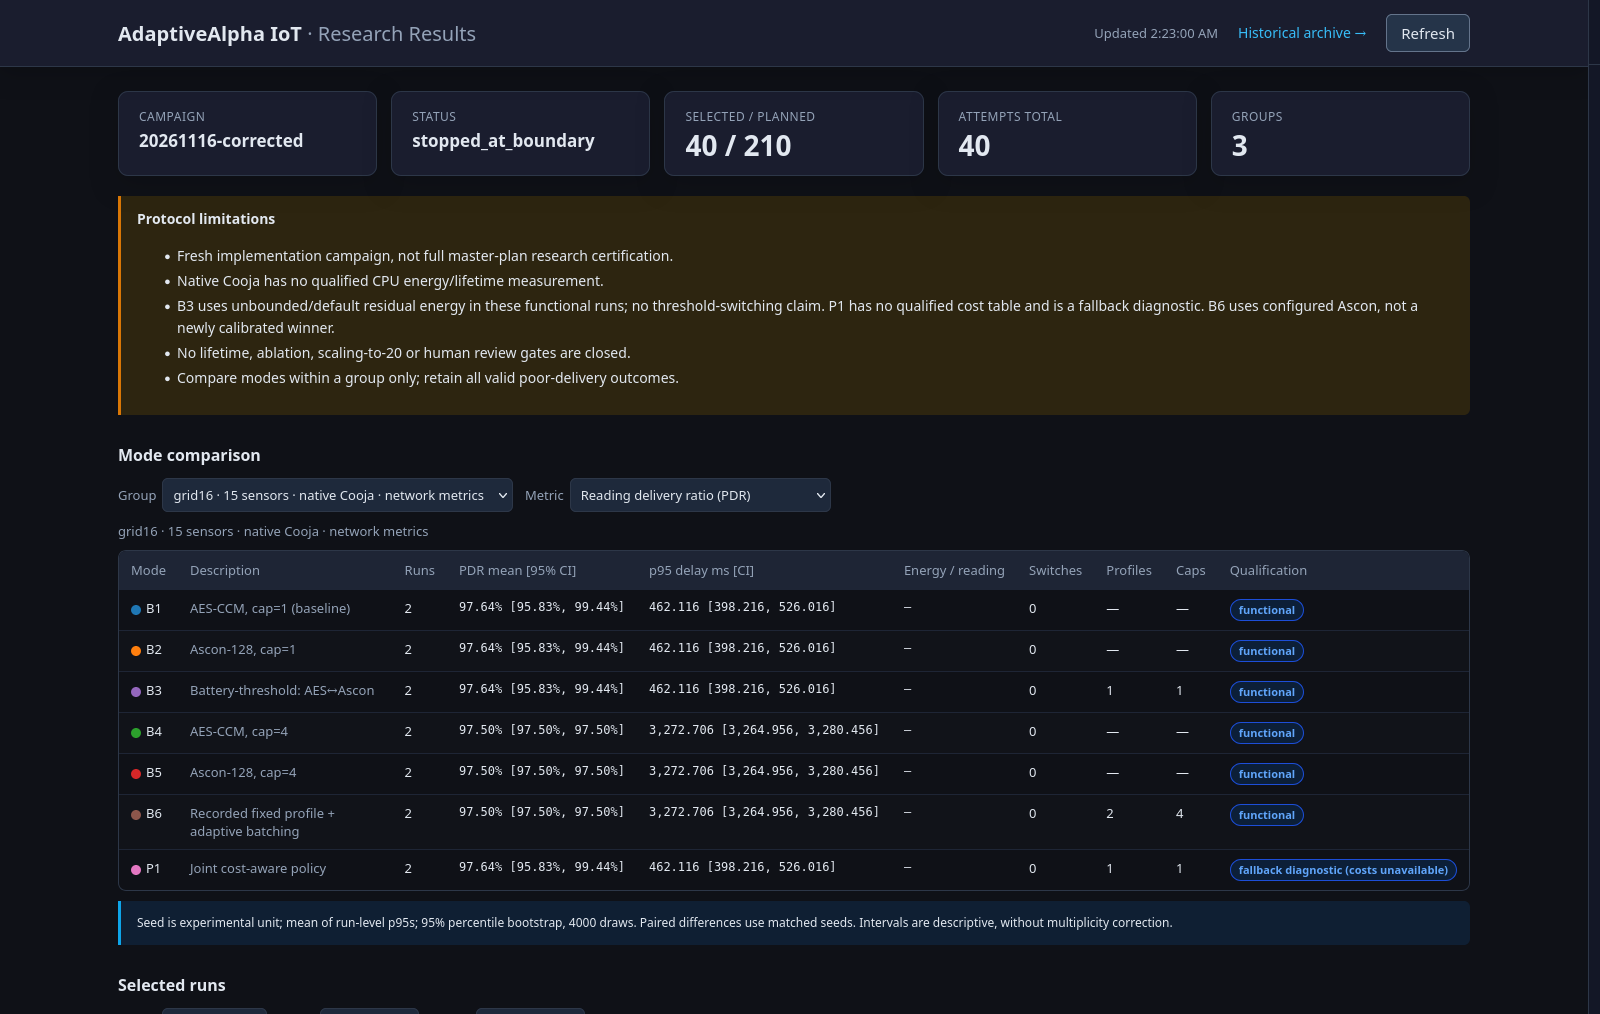 AdaptiveAlpha IoT · Research Results
Updated 2:23:00 AM
Historical archive →
Refresh
CAMPAIGN
20261116-corrected
STATUS
stopped_at_boundary
SELECTED / PLANNED
40 / 210
ATTEMPTS TOTAL
40
GROUPS
3
Protocol limitations
• Fresh implementation campaign, not full master-plan research certification.
• Native Cooja has no qualified CPU energy/lifetime measurement.
• B3 uses unbounded/default residual energy in these functional runs; no threshold-switching claim. P1 has no qualified cost table and is a fallback diagnostic. B6 uses configured Ascon, not a
newly calibrated winner.
• No lifetime, ablation, scaling-to-20 or human review gates are closed.
• Compare modes within a group only; retain all valid poor-delivery outcomes.
Mode comparison
Group grid16 · 15 sensors · native Cooja · network metrics Metric Reading delivery ratio (PDR)
grid16 · 15 sensors · native Cooja · network metrics
Mode Description Runs PDR mean [95% CI] p95 delay ms [CI] Energy / reading Switches Profiles Caps Qualification
B1 AES-CCM, cap=1 (baseline) 2 97.64% [95.83%, 99.44%] 462.116 [398.216, 526.016] — 0 — — functional
B2 Ascon-128, cap=1 2 97.64% [95.83%, 99.44%] 462.116 [398.216, 526.016] — 0 — — functional
B3 Battery-threshold: AES↔Ascon 2 97.64% [95.83%, 99.44%] 462.116 [398.216, 526.016] — 0 1 1 functional
B4 AES-CCM, cap=4 2 97.50% [97.50%, 97.50%] 3,272.706 [3,264.956, 3,280.456] — 0 — — functional
B5 Ascon-128, cap=4 2 97.50% [97.50%, 97.50%] 3,272.706 [3,264.956, 3,280.456] — 0 — — functional
B6 Recorded fixed profile + 2 97.50% [97.50%, 97.50%] 3,272.706 [3,264.956, 3,280.456] — 0 2 4 functional
adaptive batching
P1 Joint cost-aware policy 2 97.64% [95.83%, 99.44%] 462.116 [398.216, 526.016] — 0 1 1 fallback diagnostic (costs unavailable)
Seed is experimental unit; mean of run-level p95s; 95% percentile bootstrap, 4000 draws. Paired differences use matched seeds. Intervals are descriptive, without multiplicity correction.
Selected runs